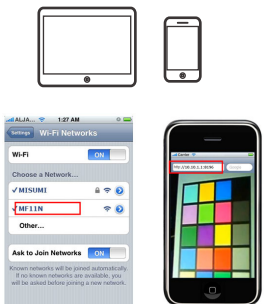 ALJA... 1:27 AM
Settings Wi-Fi Networks
Wi-Fi ON
Choose a Network...
MISUMI
MF11N
Other...
Ask to Join Networks ON
Known networks will be joined automatically.
If no known networks are available, you
will be asked before joining a new network.
Carrier